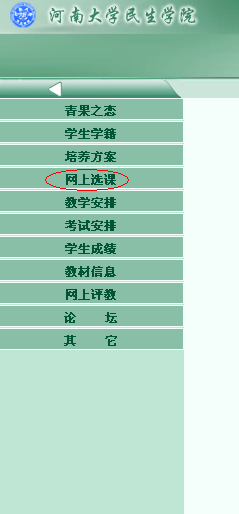 河南大学民生学院
青果之恋
学生学籍
培养方案
网上选课
教学安排
考试安排
学生成绩
教材信息
网上评教
论 坛
其 它